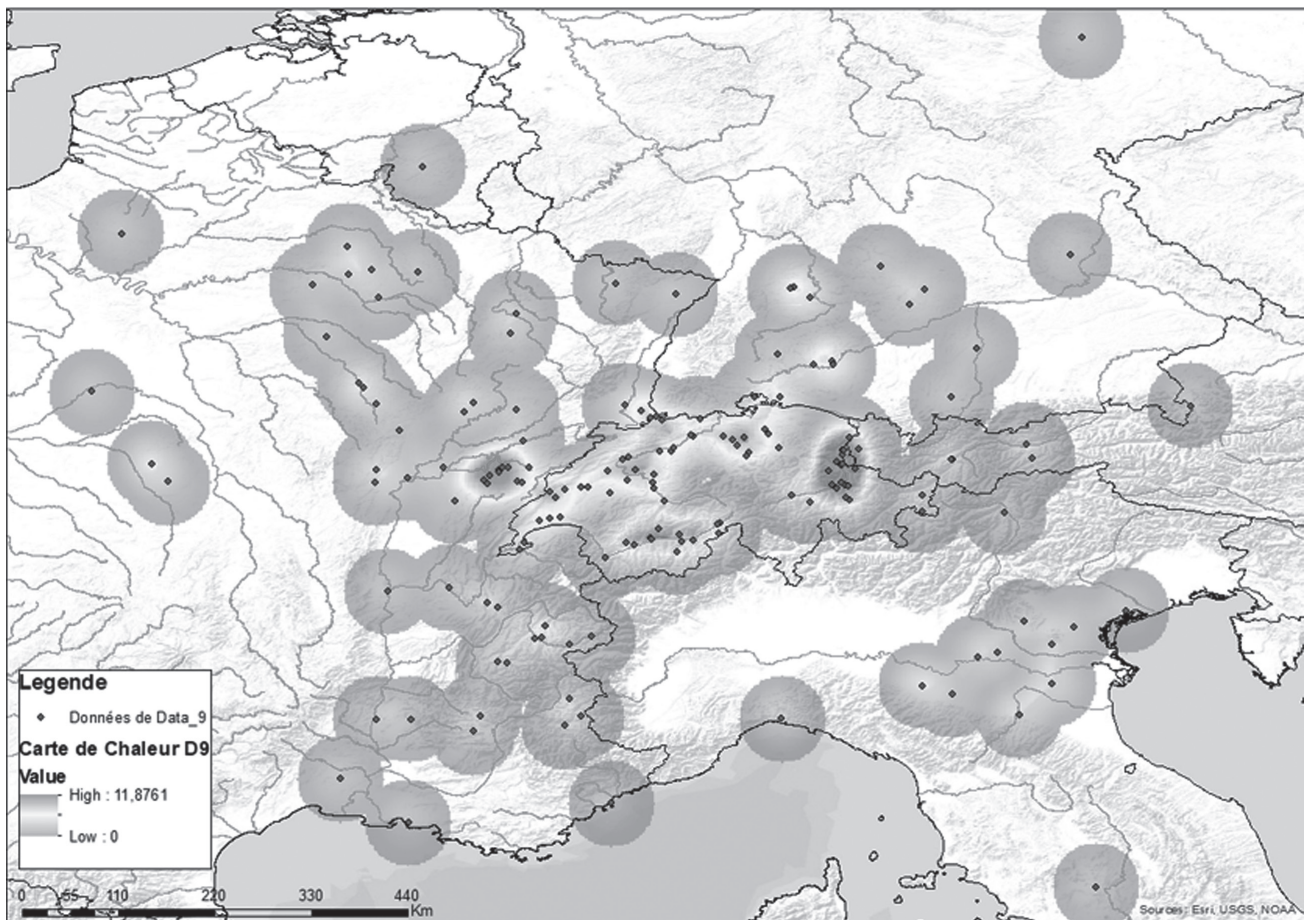 Legende
Données de Data_9
Carte de Chaleur D9
Value
High : 11,8761
Low : 0
0 55 110 220 330 440
Km
Sources: Esri, USGS, NOAA